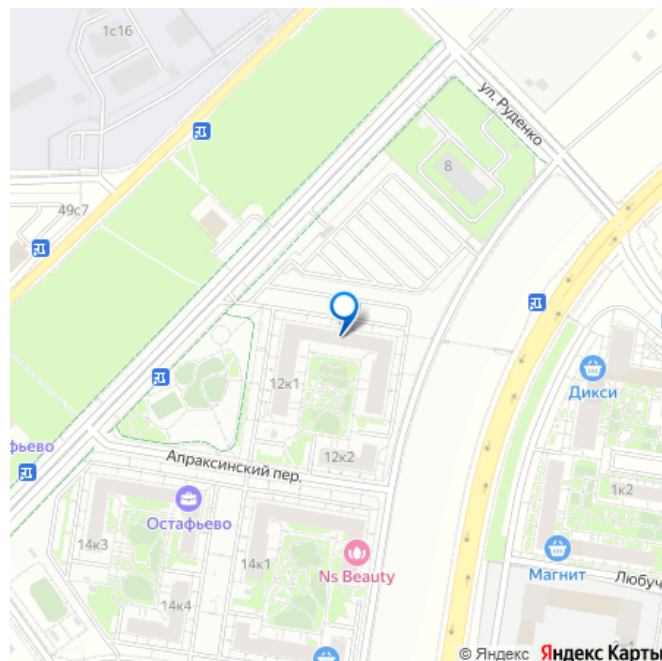 1с16
ул. Руденко
8
49с7
12к1
Дикси
фьево
Апраксинский пер.
12к2
1к2
Остафьево
14к3
14к1
Ns Beauty
Магнит
Любуч
14к4
© Яндекс Яндекс Карты